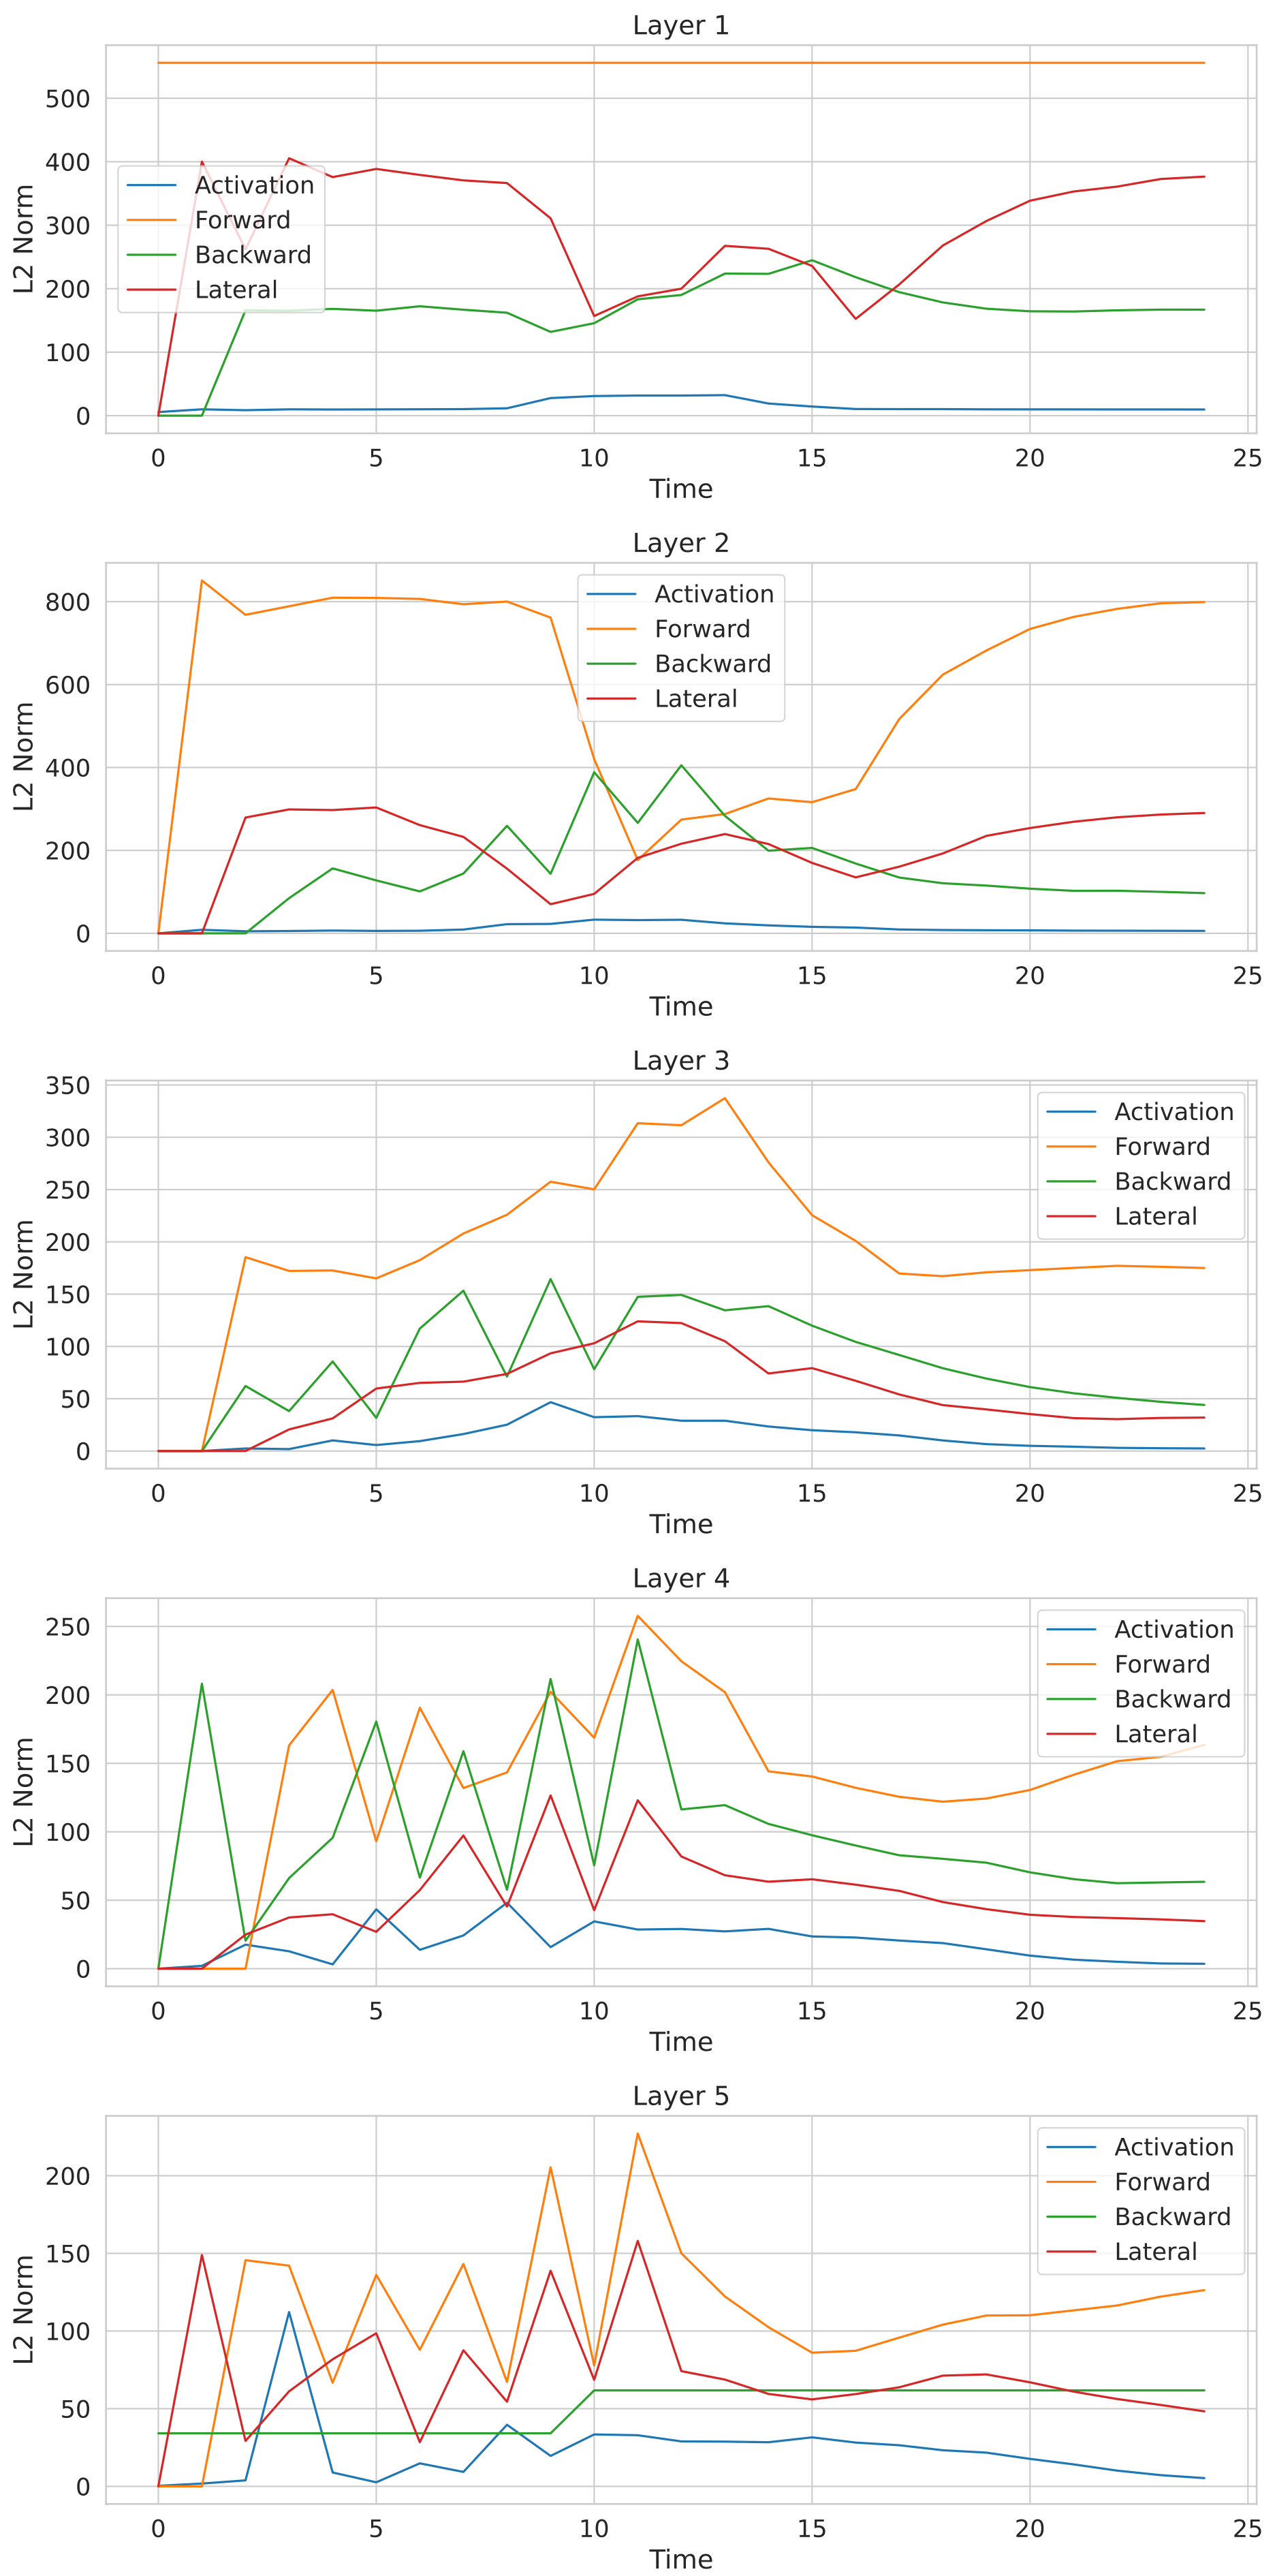 Layer 1
L2 Norm
500
400
300
200
100
0
Activation
Forward
Backward
Lateral
0 5 10 15 20 25
Time
Layer 2
L2 Norm
800
600
400
200
0
Activation
Forward
Backward
Lateral
0 5 10 15 20 25
Time
Layer 3
L2 Norm
350
300
250
200
150
100
50
0
Activation
Forward
Backward
Lateral
0 5 10 15 20 25
Time
Layer 4
L2 Norm
250
200
150
100
50
0
Activation
Forward
Backward
Lateral
0 5 10 15 20 25
Time
Layer 5
L2 Norm
200
150
100
50
0
Activation
Forward
Backward
Lateral
0 5 10 15 20 25
Time